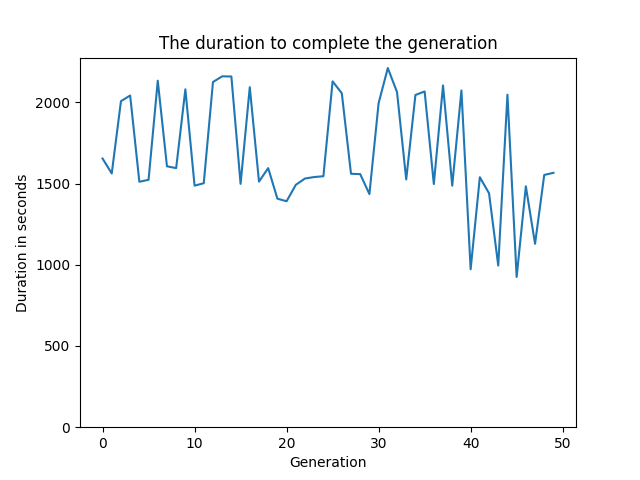 The duration to complete the generation
Duration in seconds
2000
1500
1000
500
0
0 10 20 30 40 50
Generation